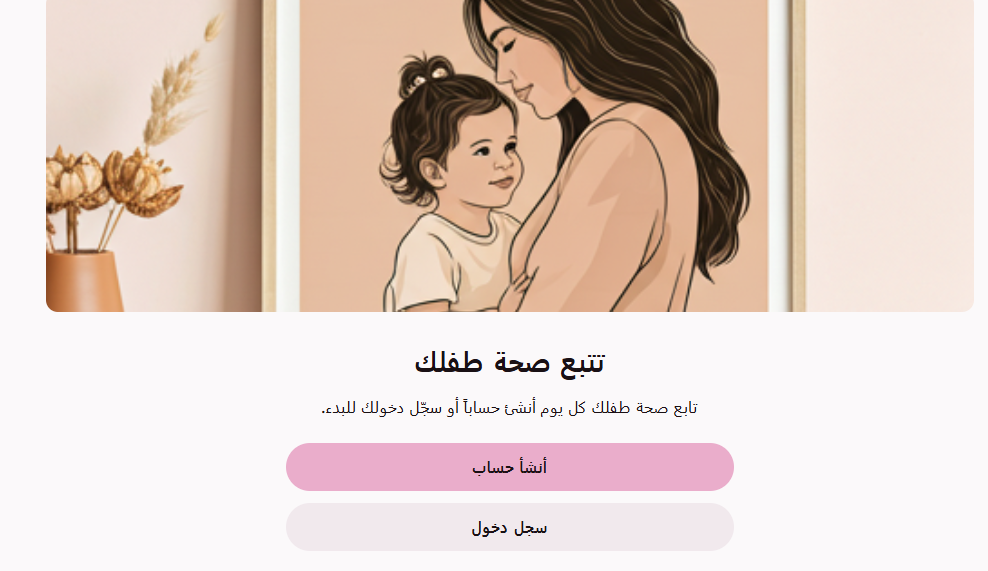 تتبع صحة طفلك
تابع صحة طفلك كل يوم أنشئ حساباً أو سجّل دخولك للبدء.
أنشأ حساب
سجل دخول